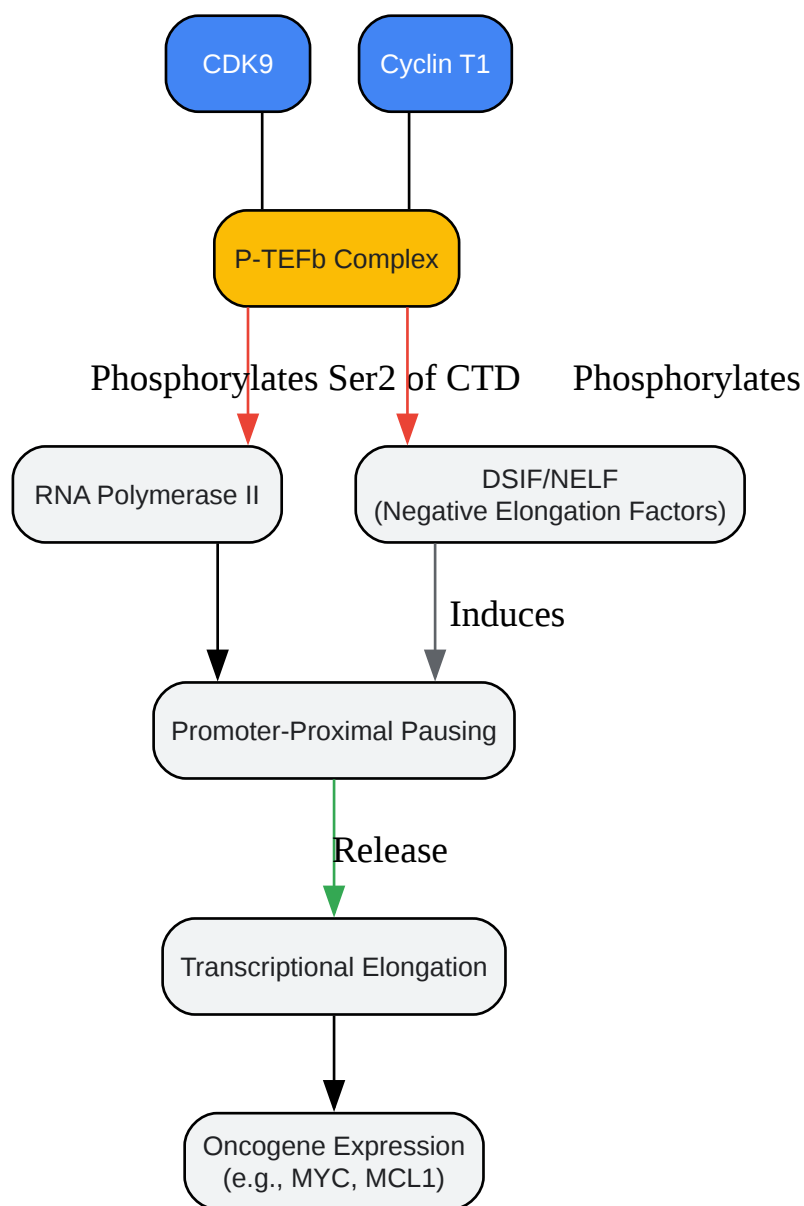 CDK9
Cyclin T1
P-TEFb Complex
Phosphorylates Ser2 of CTD
Phosphorylates
RNA Polymerase II
DSIF/NELF
(Negative Elongation Factors)
Induces
Promoter-Proximal Pausing
Release
Transcriptional Elongation
Oncogene Expression
(e.g., MYC, MCL1)